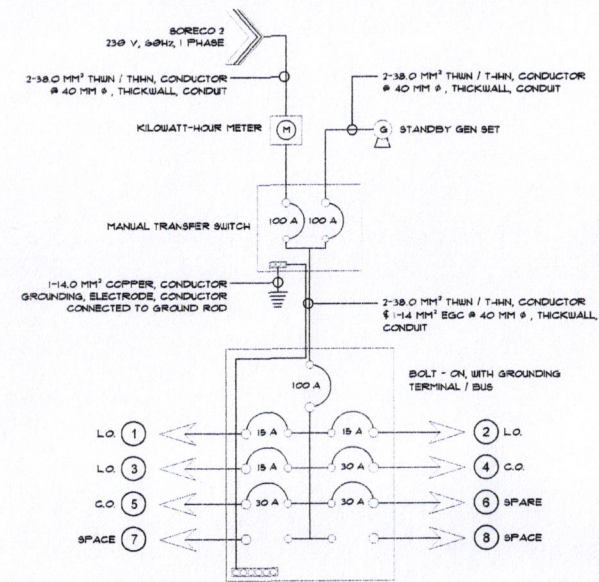 SORECO 2
230 V, 60HZ, 1 PHASE
2-38.0 MM² THWN / THHN, CONDUCTOR
@ 40 MM ø, THICKWALL, CONDUIT
2-38.0 MM² THWN / THHN, CONDUCTOR
@ 40 MM ø, THICKWALL, CONDUIT
KILOWATT-HOUR METER
M
G
STANDBY GEN SET
100 A
100 A
MANUAL TRANSFER SWITCH
1-14.0 MM² COPPER, CONDUCTOR
GROUNDING, ELECTRODE, CONDUCTOR
CONNECTED TO GROUND ROD
2-38.0 MM² THWN / THHN, CONDUCTOR
$ 1-14 MM² EGC @ 40 MM ø, THICKWALL,
CONDUIT
100 A
BOLT - ON, WITH GROUNDING
TERMINAL / BUS
L.O. 1 15 A 15 A 2 L.O.
L.O. 3 15 A 30 A 4 C.O.
C.O. 5 30 A 30 A 6 SPARE
SPACE 7 8 SPACE